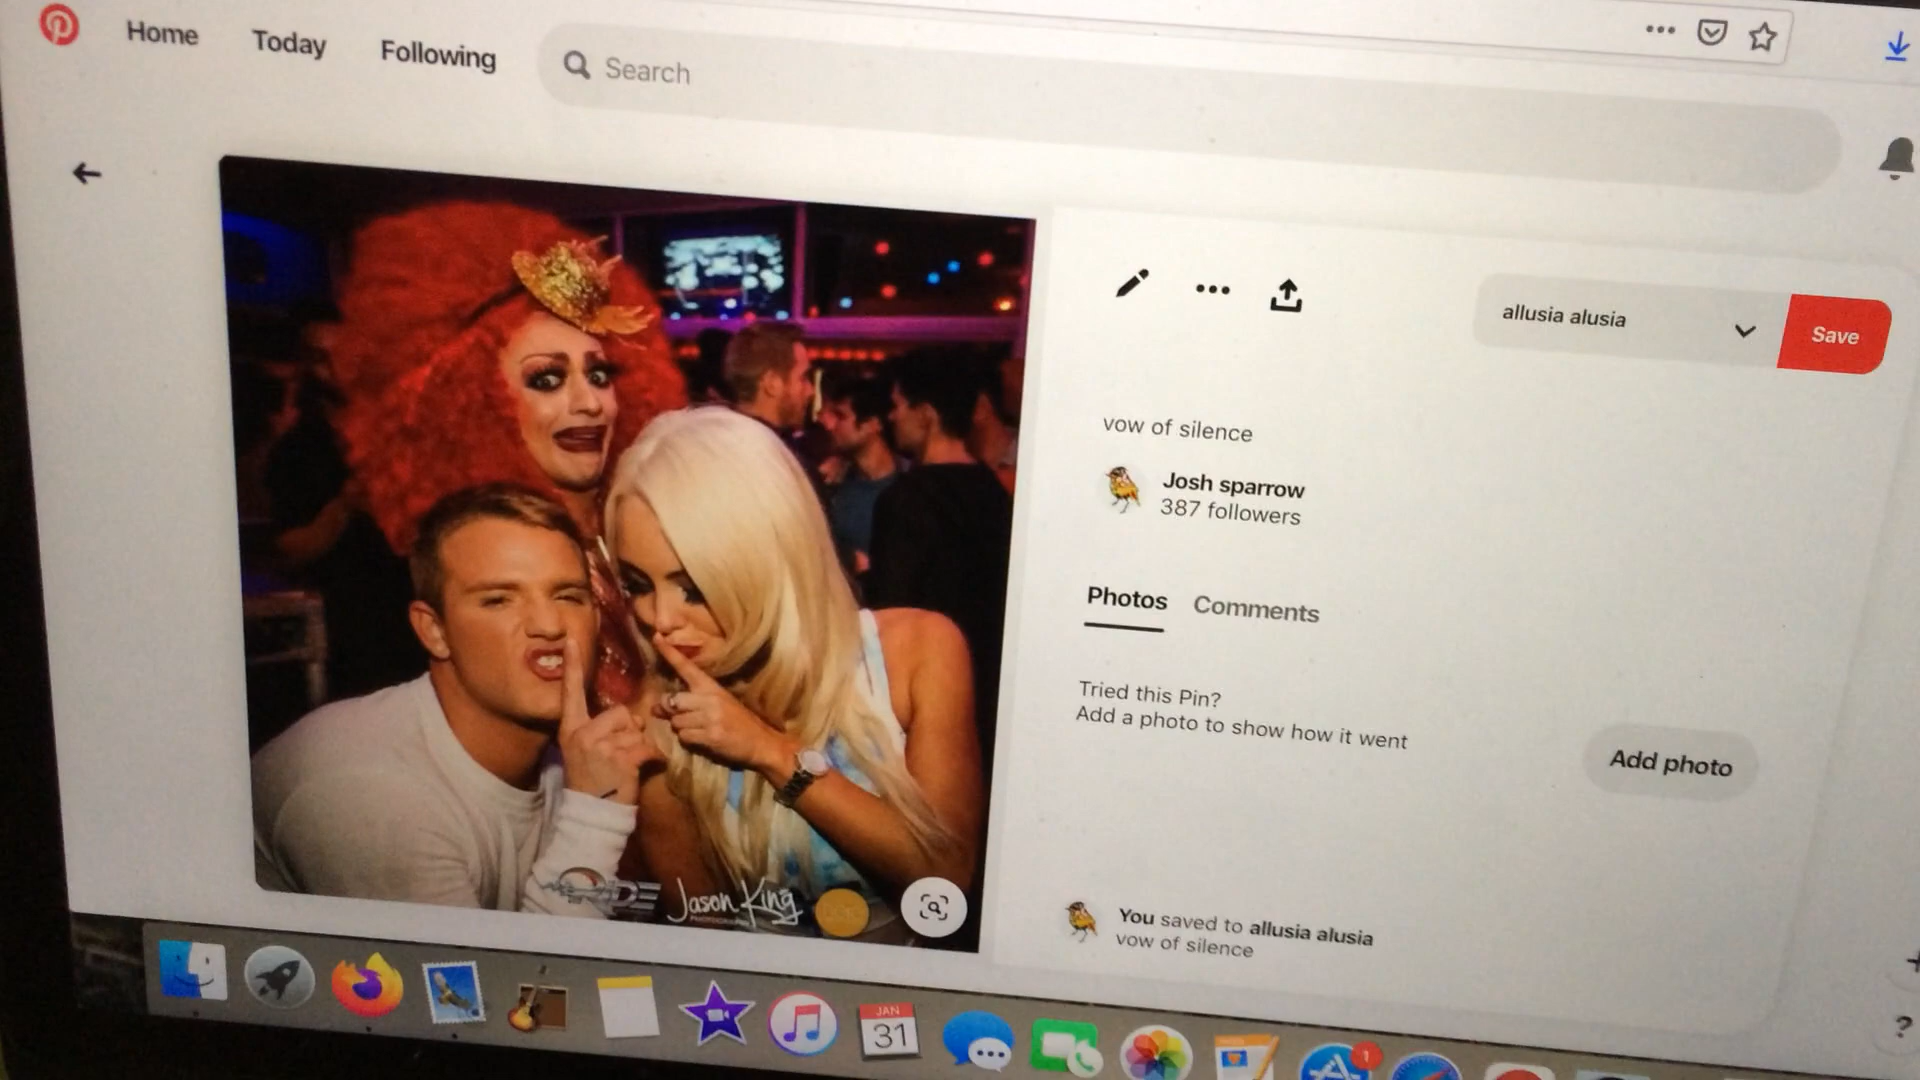 Home Today Following
Search
allusia alusia
Save
vow of silence
Josh sparrow
387 followers
Photos Comments
Tried this Pin?
Add a photo to show how it went
Add photo
Jason King
PHOTOGRAPHY
You saved to allusia alusia
vow of silence
JAN
31
1
?